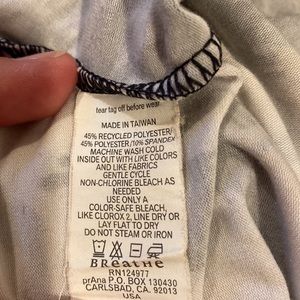 tear tag off before wear
MADE IN TAIWAN
45% RECYCLED POLYESTER/
45% POLYESTER/10% SPANDEX
MACHINE WASH COLD
INSIDE OUT WITH LIKE COLORS
AND LIKE FABRICS
GENTLE CYCLE
NON-CHLORINE BLEACH AS
NEEDED
USE ONLY A
COLOR-SAFE BLEACH,
LIKE CLOROX 2, LINE DRY OR
LAY FLAT TO DRY
DO NOT STEAM OR IRON
BReatHe
RN124977
prAna P.O. BOX 130430
CARLSBAD, CA. 92013
USA